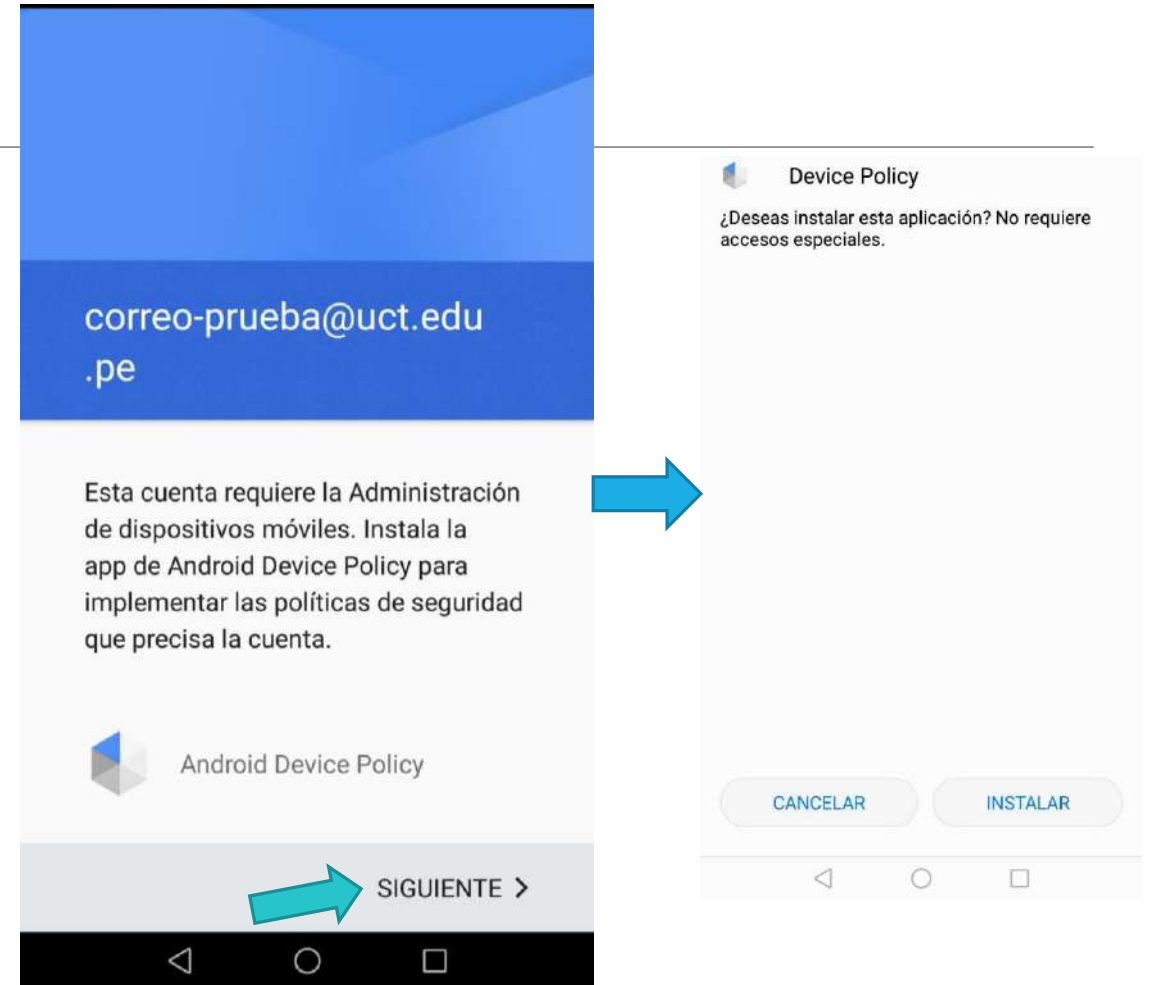 correo-prueba@uct.edu
.pe
Esta cuenta requiere la Administración
de dispositivos móviles. Instala la
app de Android Device Policy para
implementar las políticas de seguridad
que precisa la cuenta.
Android Device Policy
SIGUIENTE >
Device Policy
¿Deseas instalar esta aplicación? No requiere
accesos especiales.
CANCELAR
INSTALAR